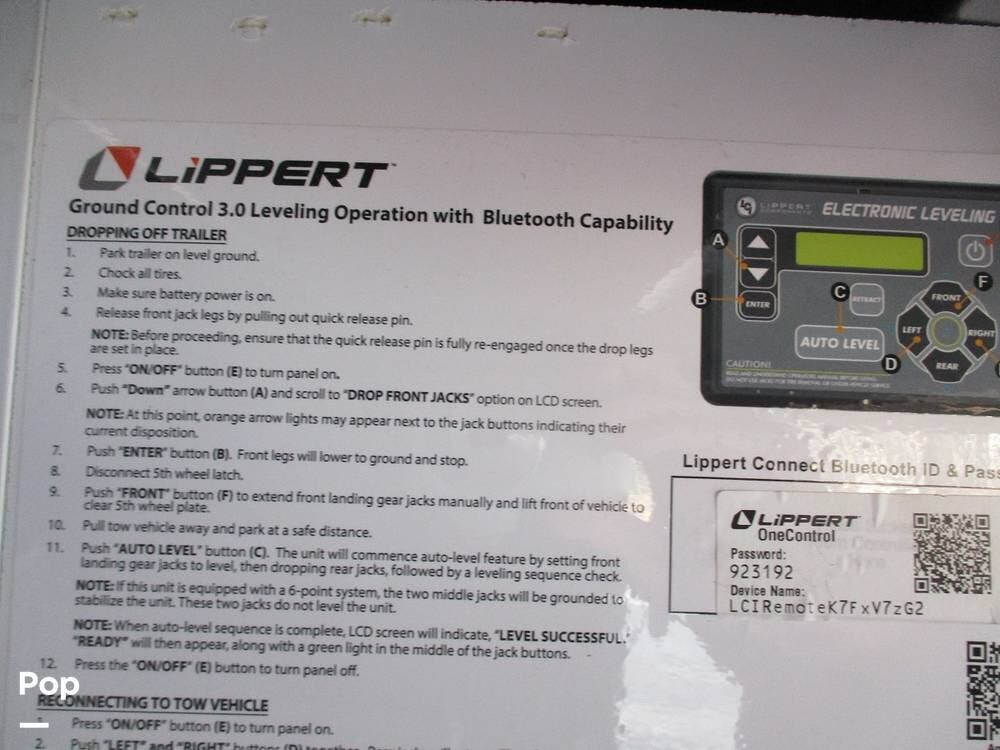 LiPPERT™
Ground Control 3.0 Leveling Operation with Bluetooth Capability
DROPPING OFF TRAILER
1. Park trailer on level ground.
2. Chock all tires.
3. Make sure battery power is on.
4. Release front jack legs by pulling out quick release pin.
NOTE: Before proceeding, ensure that the quick release pin is fully re-engaged once the drop legs
are set in place.
5. Press "ON/OFF" button (E) to turn panel on.
6. Push "Down" arrow button (A) and scroll to "DROP FRONT JACKS" option on LCD screen.
NOTE: At this point, orange arrow lights may appear next to the jack buttons indicating their
current disposition.
7. Push "ENTER" button (B). Front legs will lower to ground and stop.
8. Disconnect 5th wheel latch.
9. Push "FRONT" button (F) to extend front landing gear jacks manually and lift front of vehicle to
clear 5th wheel plate.
10. Pull tow vehicle away and park at a safe distance.
11. Push "AUTO LEVEL" button (C). The unit will commence auto-level feature by setting front
landing gear jacks to level, then dropping rear jacks, followed by a leveling sequence check.
NOTE: If this unit is equipped with a 6-point system, the two middle jacks will be grounded to
stabilize the unit. These two jacks do not level the unit.
NOTE: When auto-level sequence is complete, LCD screen will indicate, "LEVEL SUCCESSFUL."
"READY" will then appear, along with a green light in the middle of the jack buttons.
12. Press the "ON/OFF" (E) button to turn panel off.
RECONNECTING TO TOW VEHICLE
1. Press "ON/OFF" button (E) to turn panel on.
2. Push "LEFT" and "RIGHT" buttons (D) together.
LIPPERT
COMPONENTS
ELECTRONIC LEVELING
A
B
ENTER
C
RETRACT
AUTO LEVEL
D
F
FRONT
LEFT
RIGHT
REAR
CAUTION!
Lippert Connect Bluetooth ID & Pass
LiPPERT
OneControl
Password:
923192
Device Name:
LCIRemoteK7FxV7zG2
Pop